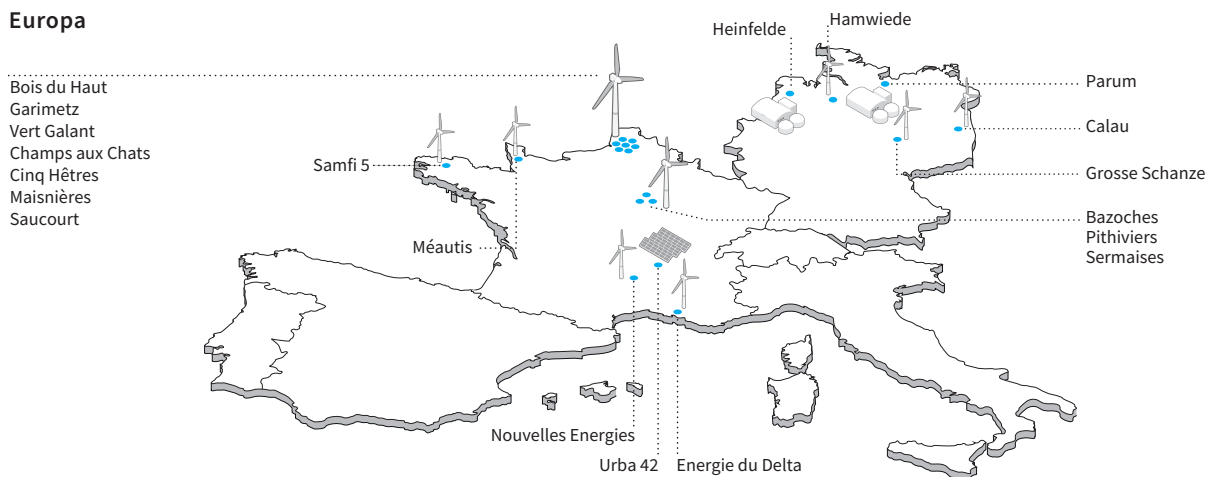 Europa
Bois du Haut
Garimetz
Vert Galant
Champs aux Chats
Cinq Hêtres
Maisnières
Saucourt
Samfi 5
Méautis
Heinfelde
Hamwiede
Parum
Calau
Grosse Schanze
Bazoches
Pithiviers
Sermaises
Nouvelles Energies
Urba 42
Energie du Delta